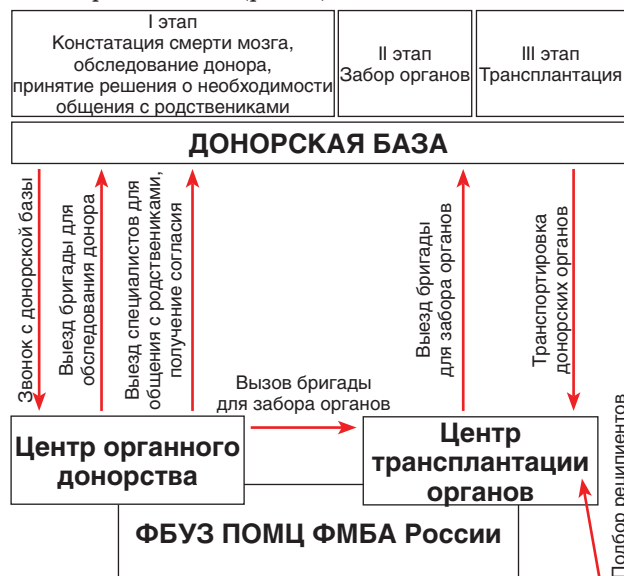 I этап
Констатация смерти мозга,
обследование донора,
принятие решения о необходимости
общения с родствениками
II этап
Забор органов
III этап
Трансплантация
ДОНОРСКАЯ БАЗА
Звонок с донорской базы
Выезд бригады для
обследования донора
Выезд специалистов для
общения с родствениками,
получение согласия
Выезд бригады
для забора органов
Транспортировка
донорских органов
Вызов бригады
для забора органов
Центр органного
донорства
Центр
трансплантации
органов
Подбор реципиентов
ФБУЗ ПОМЦ ФМБА России